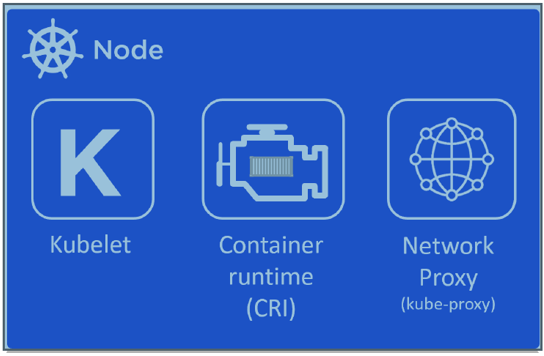 Node
K
Kubelet
Container
runtime
(CRI)
Network
Proxy
(kube-proxy)